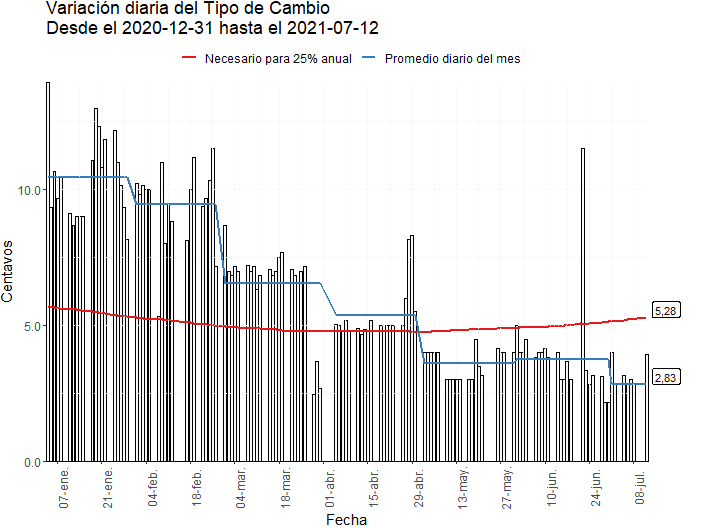 Variación diaria del Tipo de Cambio
Desde el 2020-12-31 hasta el 2021-07-12
Necesario para 25% anual
Promedio diario del mes
10.0
5.0
0.0
Centavos
5,28
2,83
07-ene.
21-ene.
04-feb.
18-feb.
04-mar.
18-mar.
01-abr.
15-abr.
29-abr.
13-may.
27-may.
10-jun.
24-jun.
08-jul.
Fecha